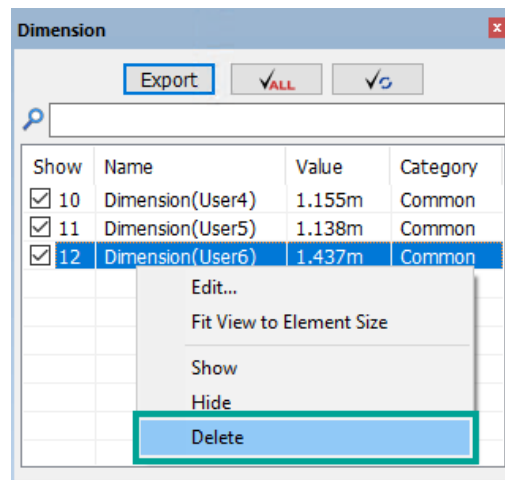 Dimension
Export √ALL √
Show Name Value Category
10 Dimension(User4) 1.155m Common
11 Dimension(User5) 1.138m Common
12 Dimension(User6) 1.437m Common
Edit...
Fit View to Element Size
Show
Hide
Delete